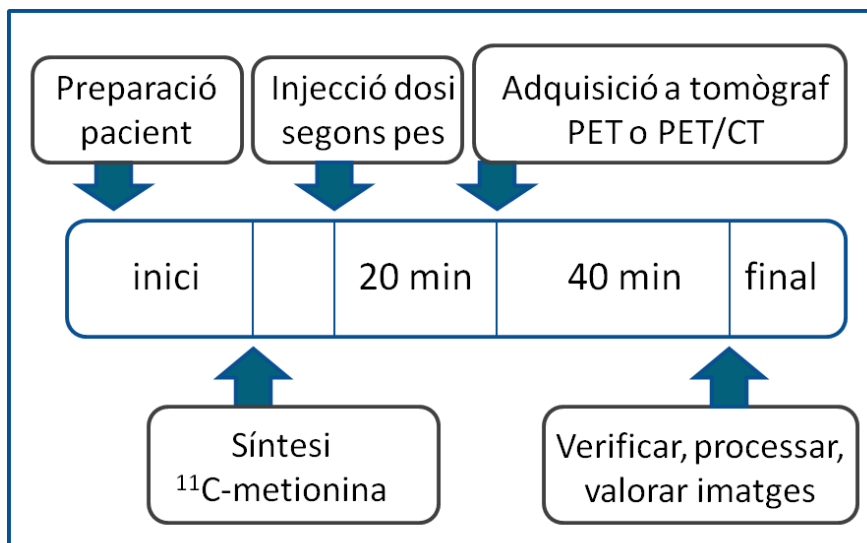 Preparació
pacient
Injecció dosi
segons pes
Adquisició a tomògraf
PET o PET/CT
inici
20 min
40 min
final
Síntesi
¹¹C-metionina
Verificar, processar,
valorar imatges